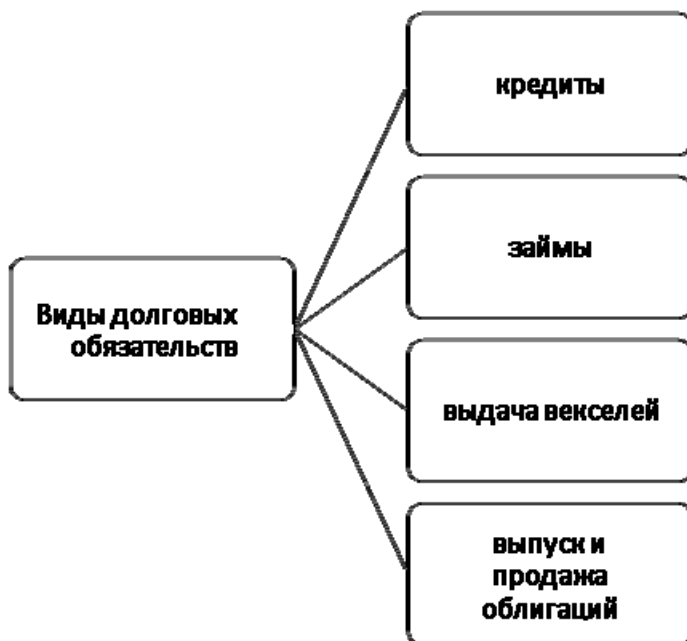 Виды долговых
обязательств
кредиты
займы
выдача векселей
выпуск и
продажа
облигаций